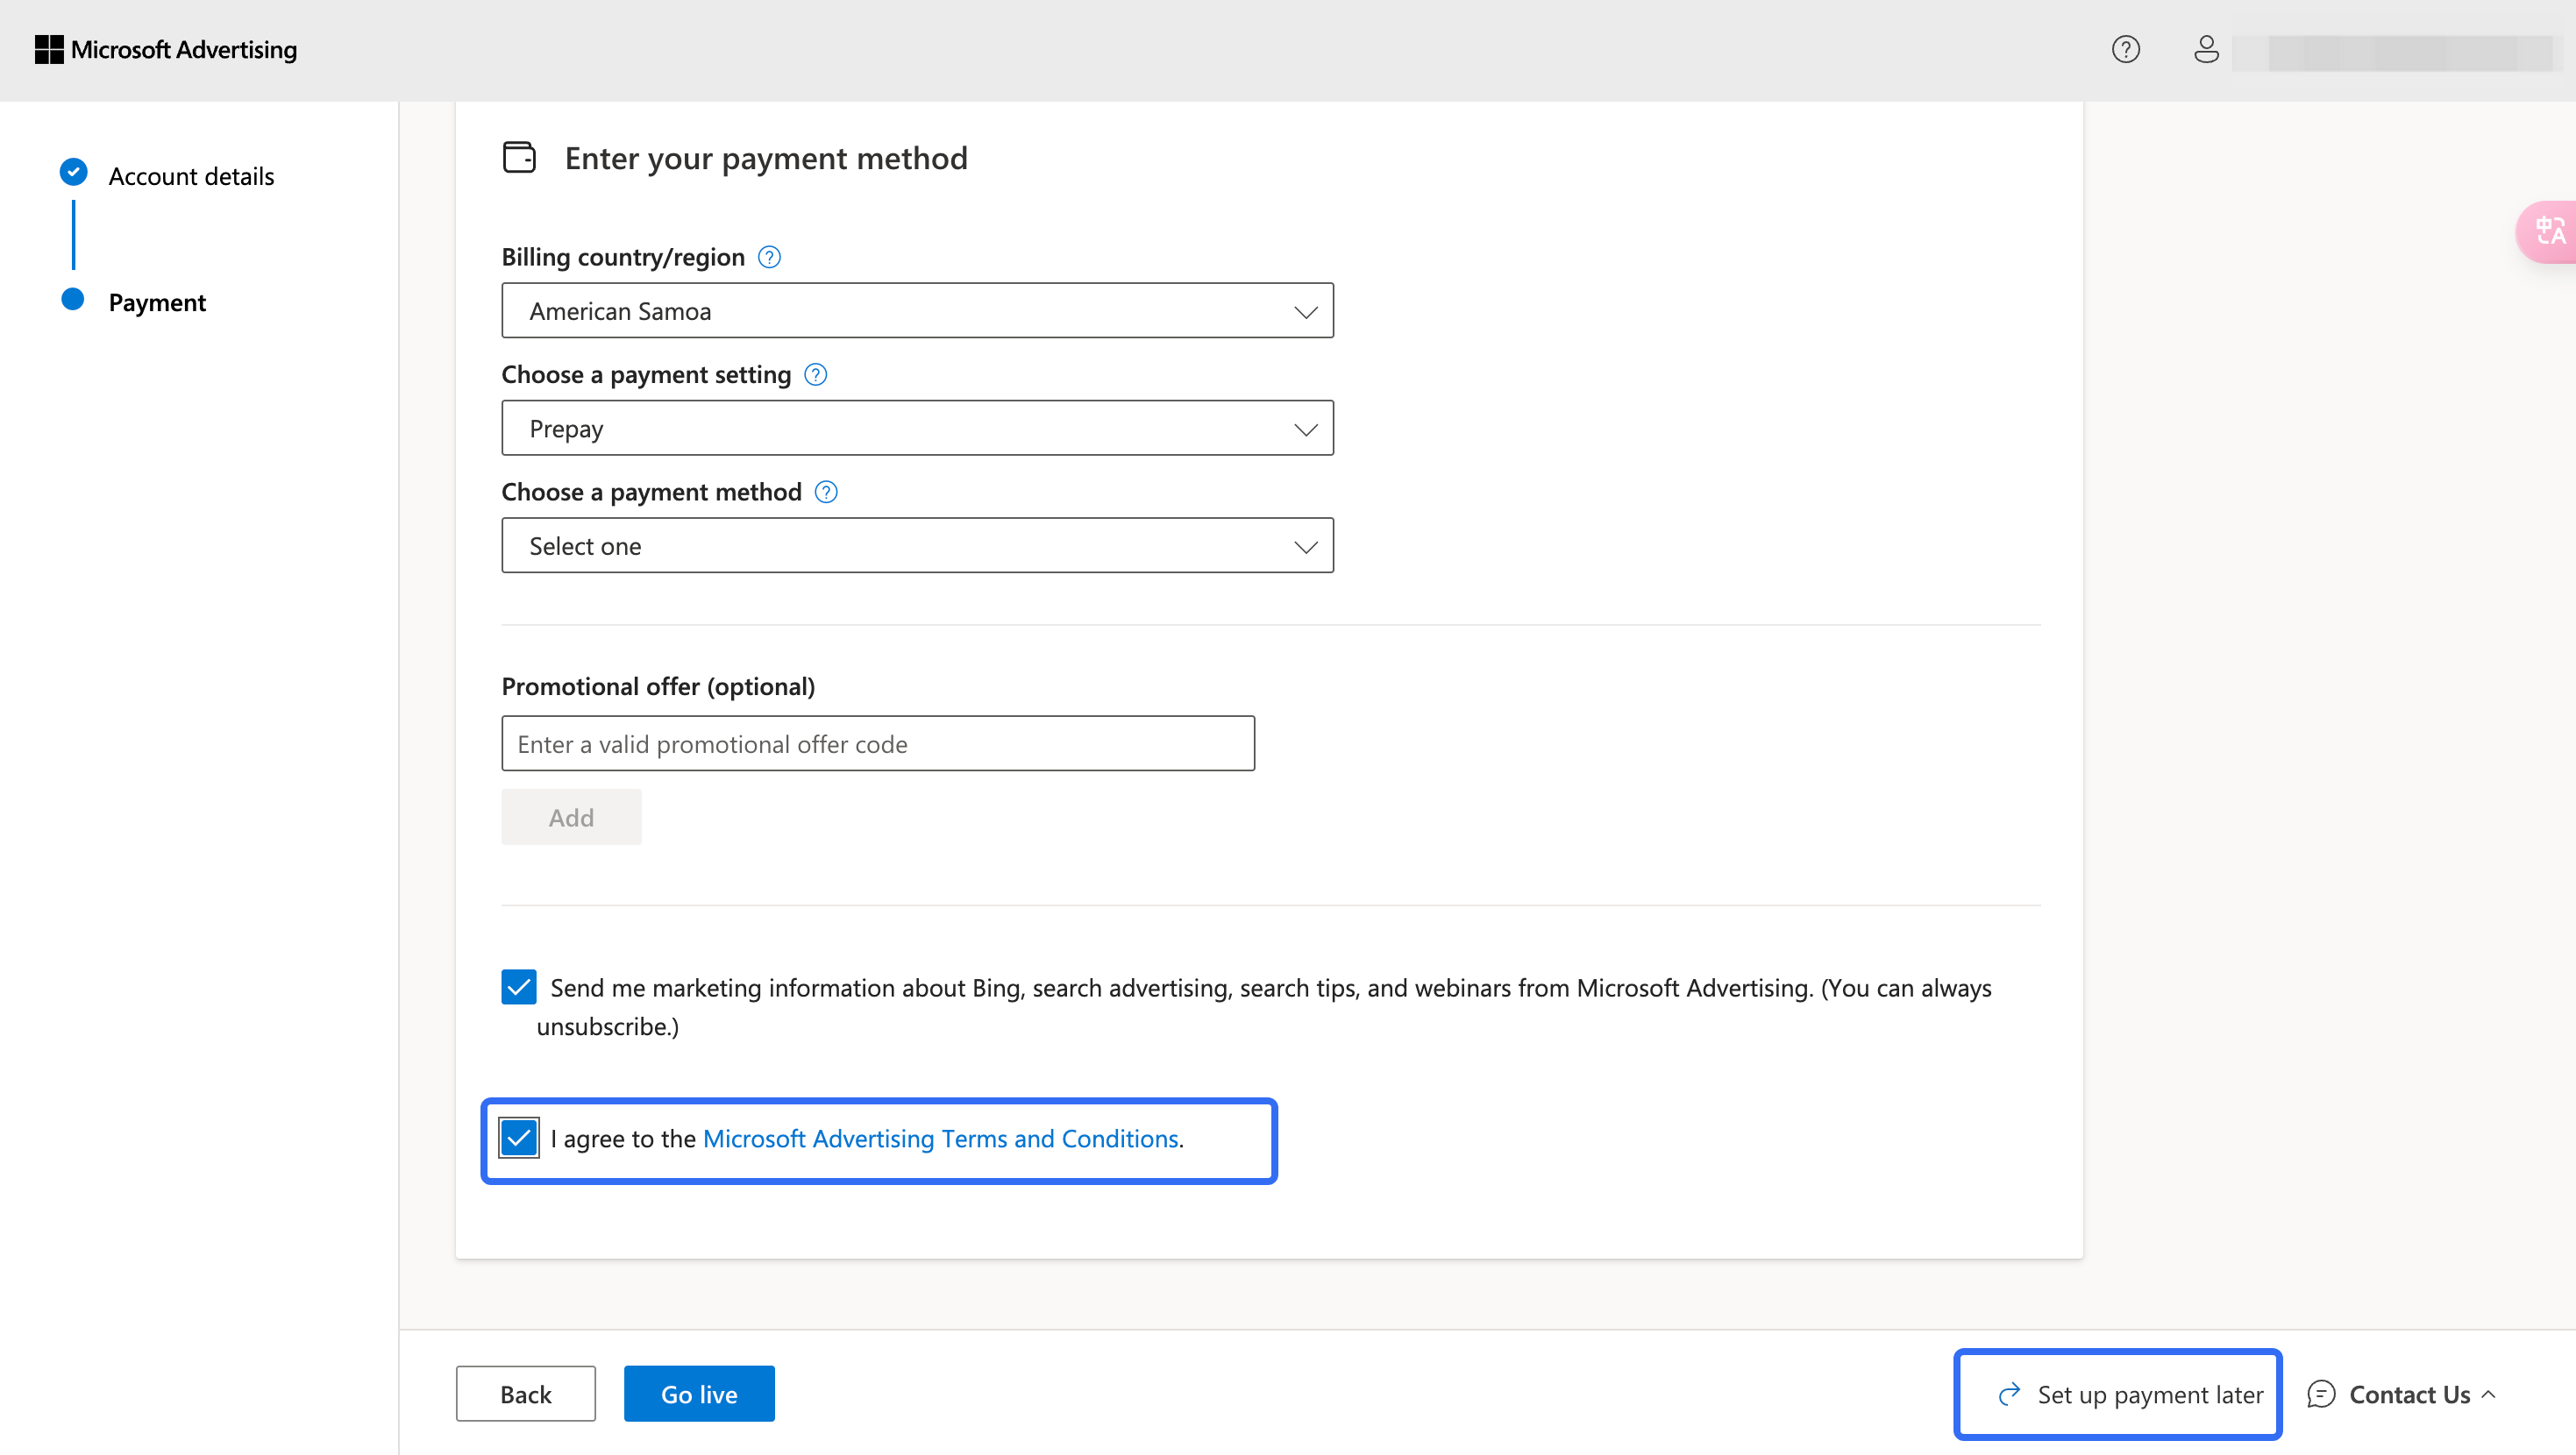 Microsoft Advertising
Account details
Payment
Enter your payment method
Billing country/region
American Samoa
Choose a payment setting
Prepay
Choose a payment method
Select one
Promotional offer (optional)
Enter a valid promotional offer code
Add
Send me marketing information about Bing, search advertising, search tips, and webinars from Microsoft Advertising. (You can always
unsubscribe.)
I agree to the Microsoft Advertising Terms and Conditions.
Back
Go live
Set up payment later
Contact Us